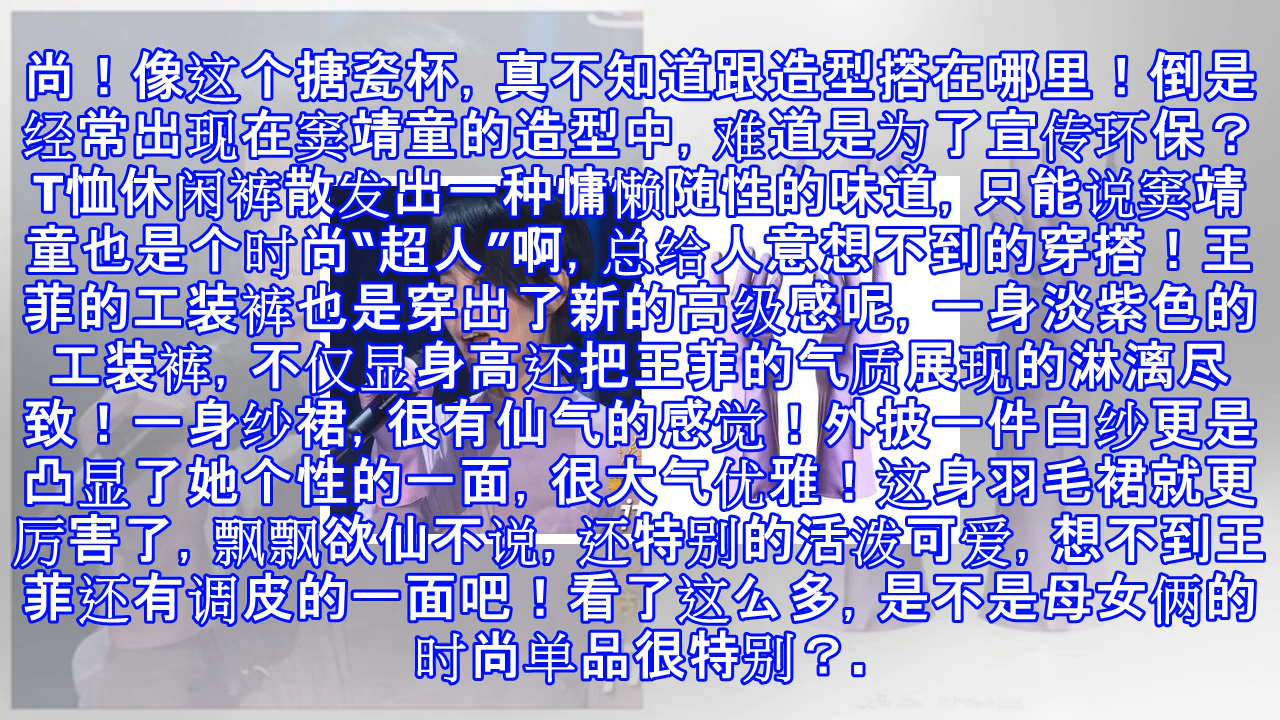 尚！像这个搪瓷杯, 真不知道跟造型搭在哪里！倒是
经常出现在窦靖童的造型中, 难道是为了宣传环保？
T恤休闲裤散发出一种慵懒随性的味道, 只能说窦靖
童也是个时尚“超人”啊, 总给人意想不到的穿搭！王
菲的工装裤也是穿出了新的高级感呢, 一身淡紫色的
工装裤, 不仅显身高还把王菲的气质展现的淋漓尽
致！一身纱裙, 很有仙气的感觉！外披一件白纱更是
凸显了她个性的一面, 很大气优雅！这身羽毛裙就更
厉害了, 飘飘欲仙不说, 还特别的活泼可爱, 想不到王
菲还有调皮的一面吧！看了这么多, 是不是母女俩的
时尚单品很特别？.